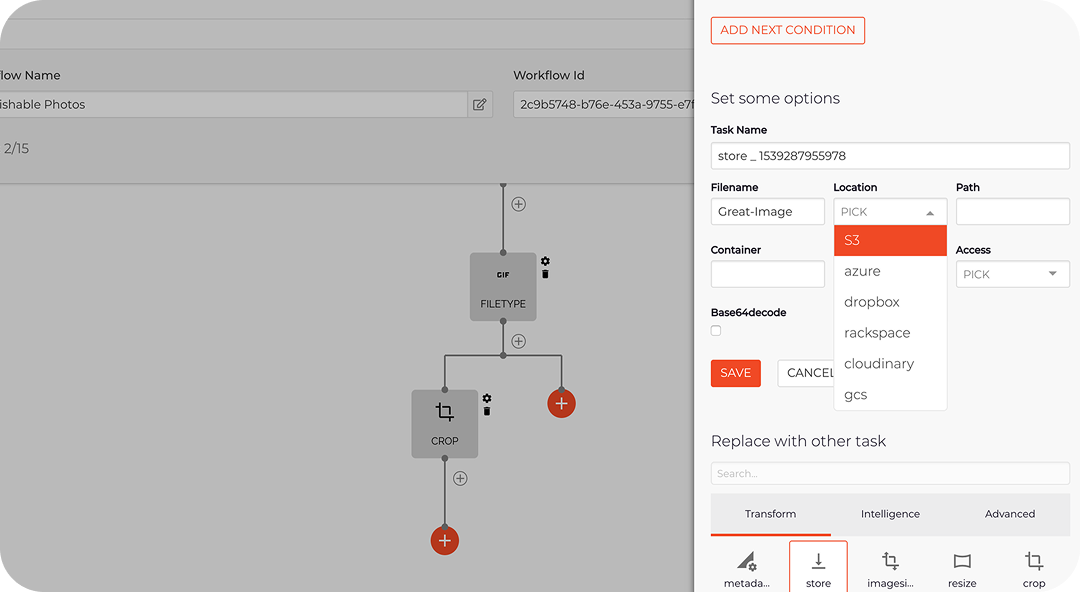 ADD NEXT CONDITION
flow Name
Workflow Id
ishable Photos
2c9b5748-b76e-453a-9755-e7f
2/15
Set some options
Task Name
store _ 1539287955978
Filename
Location
Path
Great-Image
PICK
S3
Container
Access
azure
PICK
dropbox
Base64decode
rackspace
cloudinary
SAVE
CANCEL
gcs
GIF
FILETYPE
CROP
Replace with other task
Search...
Transform
Intelligence
Advanced
metada...
store
imagesi...
resize
crop